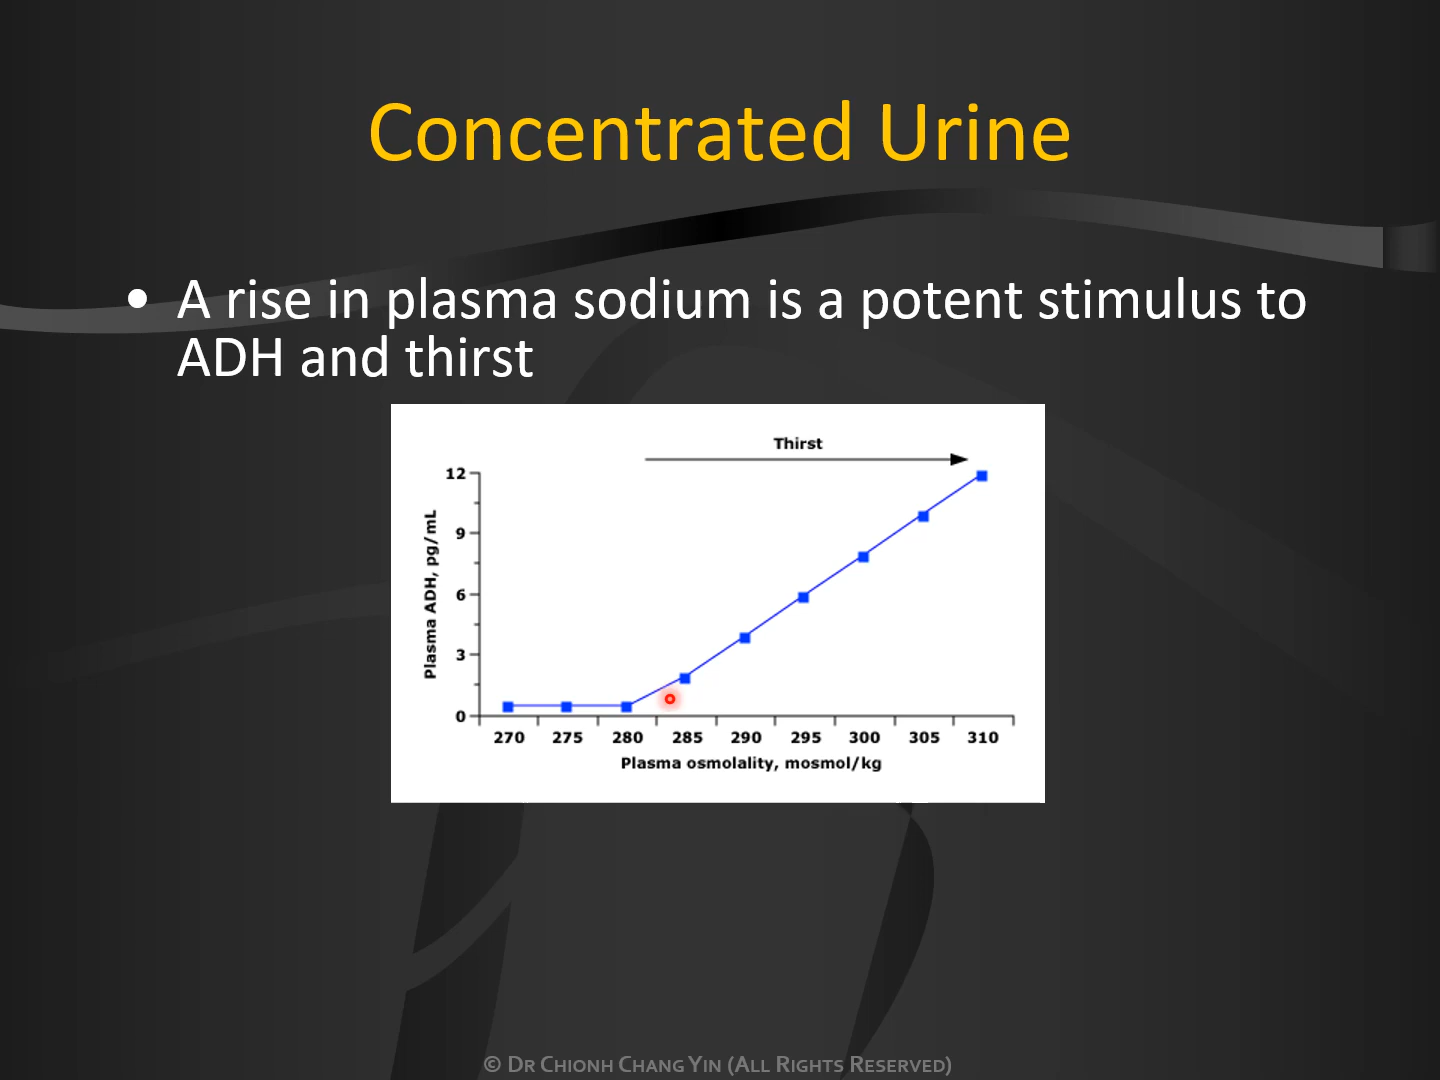 Concentrated Urine
• A rise in plasma sodium is a potent stimulus to
ADH and thirst
Thirst
12
9
6
3
0
Plasma ADH, pg/mL
270 275 280 285 290 295 300 305 310
Plasma osmolality, mosmol/kg
© Dr Chionh Chang Yin (All Rights Reserved)